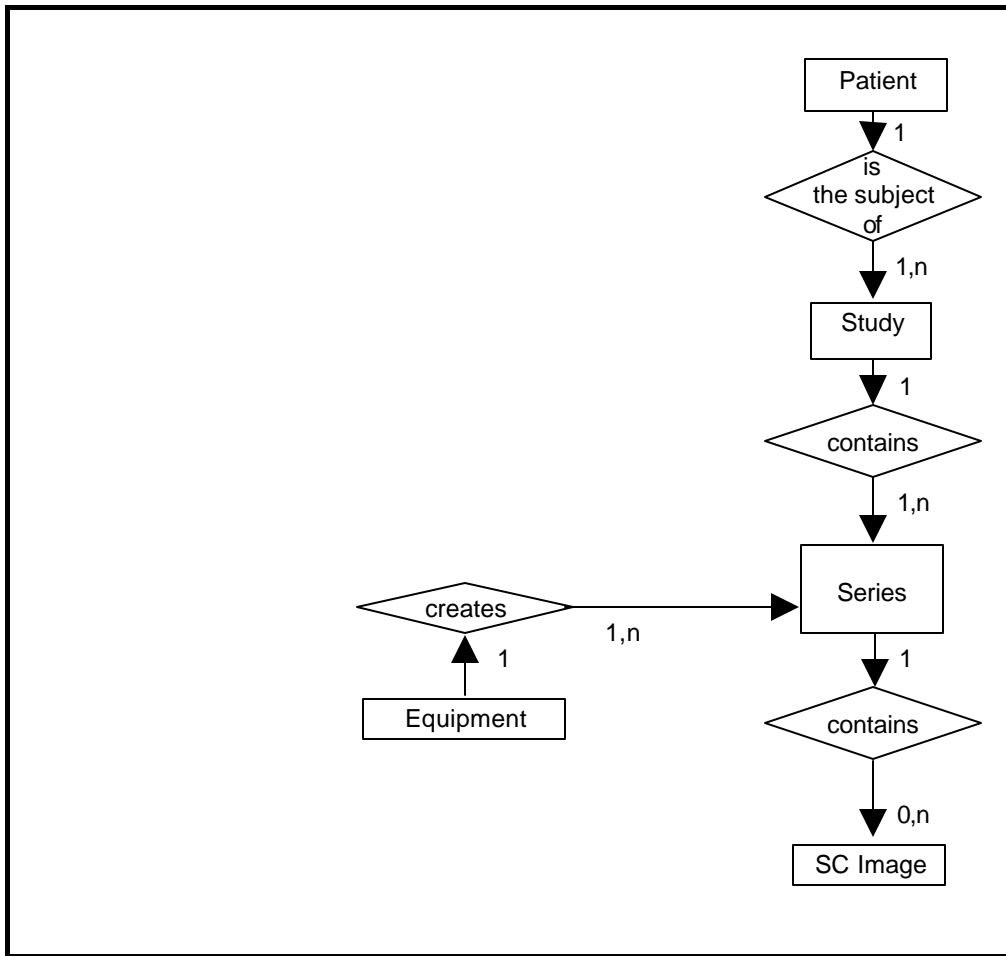 Patient
1
is
the subject
of
1,n
Study
1
contains
1,n
Series
creates
1,n
1
1
Equipment
contains
0,n
SC Image